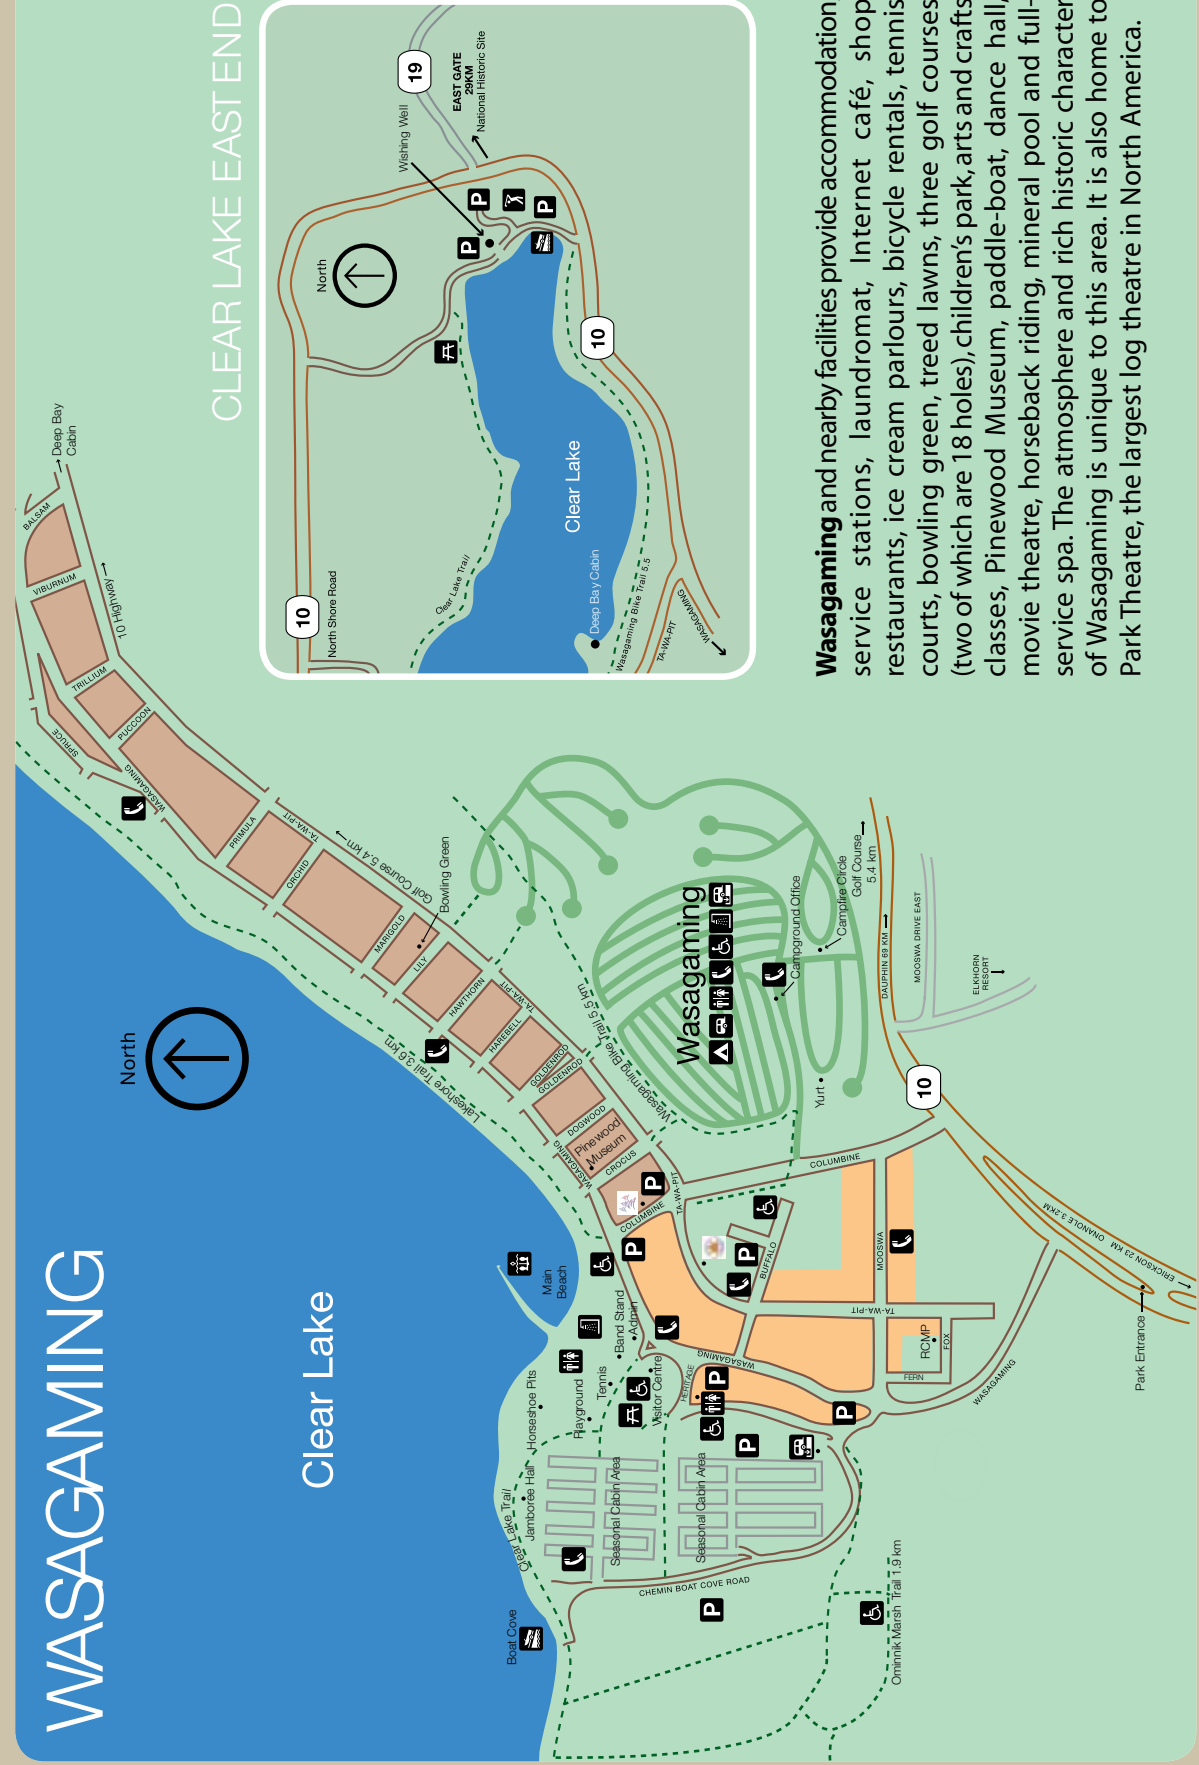 WASAGAMING
Clear Lake
North
Boat Cove
Clear Lake Trail
Jamboree Hall
Horseshoe Pits
Playground
Tennis
Band Stand
Admin
Visitor Centre
Main
Beach
Seasonal Cabin Area
Seasonal Cabin Area
CHEMIN BOAT COVE ROAD
Ominnik Marsh Trail 1.9 km
HERITAGE
WASAGAMING
FERN
FOX
RCMP
WASAGAMING
MOOSWA
TA-WA-PIT
BUFFALO
COLUMBINE
COLUMBINE
TA-WA-PIT
CROCUS
Pinewood
Museum
WASAGAMING
DOGWOOD
GOLDENROD
GOLDENROD
HAREBELL
HAWTHORN
TA-WA-PIT
LILY
MARIGOLD
ORCHID
PRIMULA
TA-WA-PIT
WASAGAMING
PUCCOON
TRILLIUM
SPRUCE
VIBURNUM
BALSAM
Deep Bay
Cabin
10 Highway
Golf Course 5.4 km
Bowling Green
Lakeshore Trail 3.6 km
Wasagaming Bike Trail 5.5 km
Wasagaming
Campground Office
Campfire Circle
Yurt
Golf Course
5.4 km
DAUPHIN 69 KM
MOOSWA DRIVE EAST
ELKHORN
RESORT
10
Park Entrance
ONANOLE 3.2KM
ERICKSON 23 KM
P
P
P
P
P
P
P
CLEAR LAKE EAST END
North
10
North Shore Road
19
EAST GATE
29KM
National Historic Site
Wishing Well
P
P
P
Clear Lake Trail
Clear Lake
Deep Bay Cabin
Wasagaming Bike Trail 5.5
TA-WA-PIT
WASAGAMING
10
Wasagaming and nearby facilities provide accommodation
service stations, laundromat, Internet café, shop
restaurants, ice cream parlours, bicycle rentals, tennis
courts, bowling green, treed lawns, three golf courses
(two of which are 18 holes), children's park, arts and crafts
classes, Pinewood Museum, paddle-boat, dance hall,
movie theatre, horseback riding, mineral pool and full-
service spa. The atmosphere and rich historic character
of Wasagaming is unique to this area. It is also home to
Park Theatre, the largest log theatre in North America.